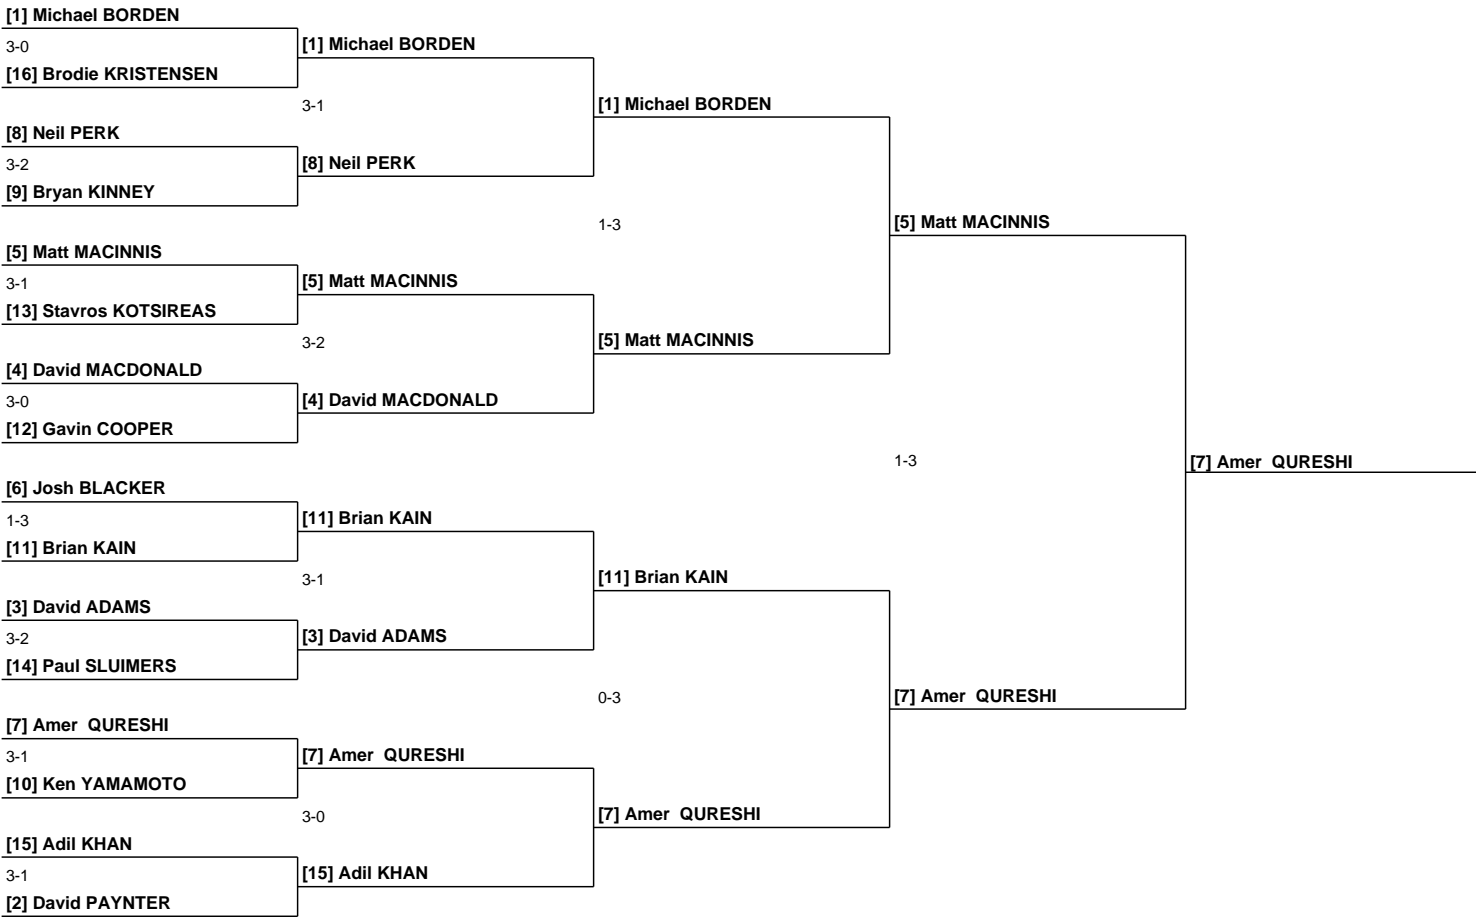 [1] Michael BORDEN
3-0
[16] Brodie KRISTENSEN
[8] Neil PERK
3-2
[9] Bryan KINNEY
[5] Matt MACINNIS
3-1
[13] Stavros KOTSIREAS
[4] David MACDONALD
3-0
[12] Gavin COOPER
[6] Josh BLACKER
1-3
[11] Brian KAIN
[3] David ADAMS
3-2
[14] Paul SLUIMERS
[7] Amer  QURESHI
3-1
[10] Ken YAMAMOTO
[15] Adil KHAN
3-1
[2] David PAYNTER
[1] Michael BORDEN
3-1
[8] Neil PERK
[5] Matt MACINNIS
3-2
[4] David MACDONALD
[11] Brian KAIN
3-1
[3] David ADAMS
[7] Amer  QURESHI
3-0
[15] Adil KHAN
[1] Michael BORDEN
1-3
[5] Matt MACINNIS
[11] Brian KAIN
0-3
[7] Amer  QURESHI
[5] Matt MACINNIS
1-3
[7] Amer  QURESHI
[7] Amer  QURESHI